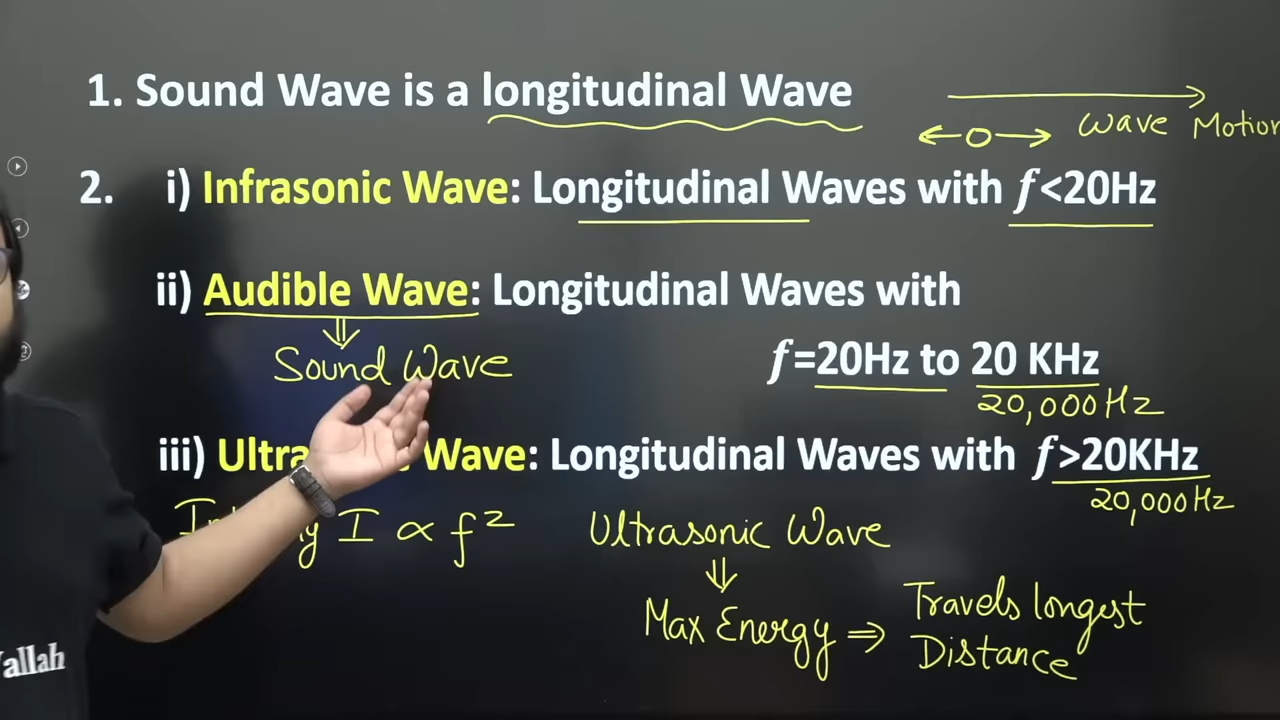 1. Sound Wave is a longitudinal Wave
Wave Motion
2. i) Infrasonic Wave: Longitudinal Waves with f<20Hz
ii) Audible Wave: Longitudinal Waves with
⇓
Sound Wave
f=20Hz to 20 KHz
20,000Hz
iii) Wave: Longitudinal Waves with f>20KHz
20,000Hz
I ∝ f²
Ultrasonic Wave
⇓
Max Energy ⇒ Travels longest
Distance
allah